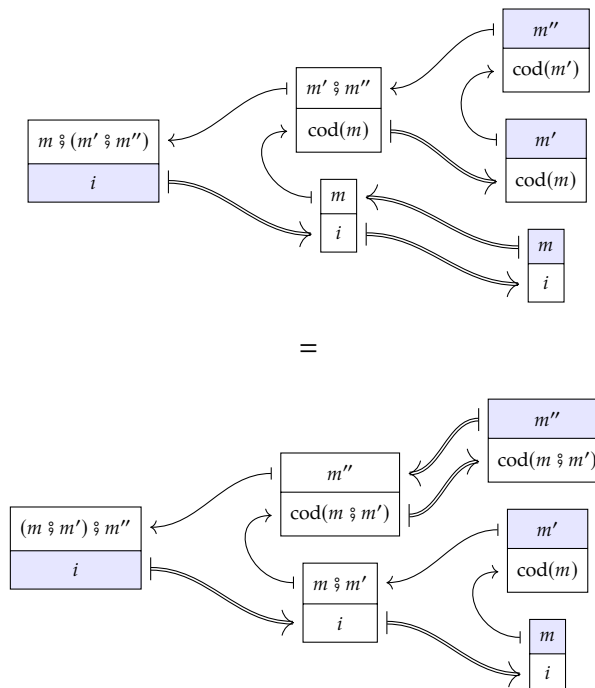 m″
cod(m′)
m′ ⨟ m″
cod(m)
m ⨟ (m′ ⨟ m″)
i
m′
cod(m)
m
i
m
i
=
m″
cod(m ⨟ m′)
m″
cod(m ⨟ m′)
(m ⨟ m′) ⨟ m″
i
m′
cod(m)
m ⨟ m′
i
m
i